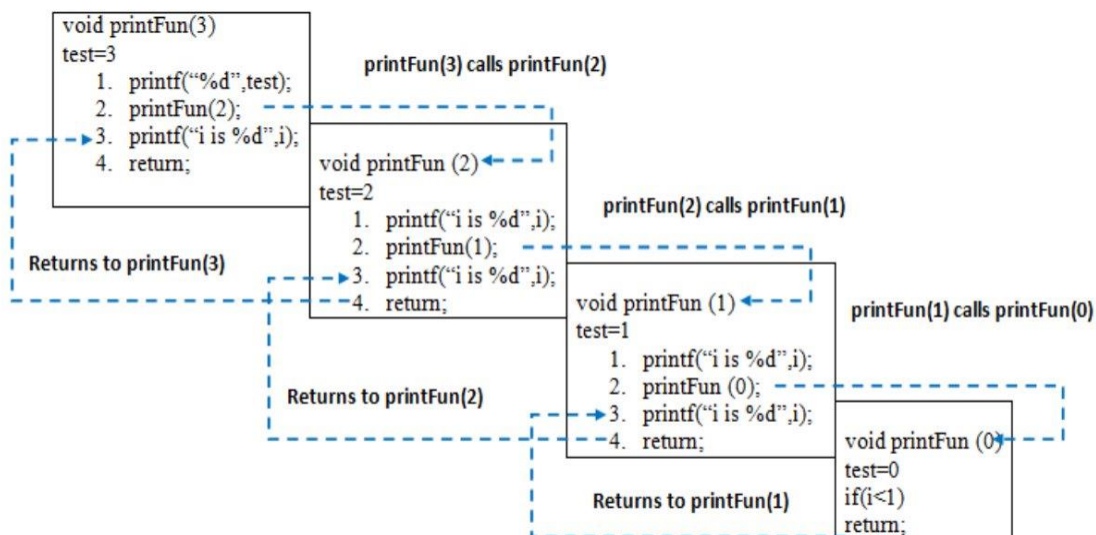 void printFun(3)
test=3
1. printf(“%d”,test);
2. printFun(2);
3. printf(“i is %d”,i);
4. return;
printFun(3) calls printFun(2)
void printFun (2)
test=2
1. printf(“i is %d”,i);
2. printFun(1);
3. printf(“i is %d”,i);
4. return;
Returns to printFun(3)
printFun(2) calls printFun(1)
void printFun (1)
test=1
1. printf(“i is %d”,i);
2. printFun (0);
3. printf(“i is %d”,i);
4. return;
Returns to printFun(2)
printFun(1) calls printFun(0)
void printFun (0)
test=0
if(i<1)
return;
Returns to printFun(1)